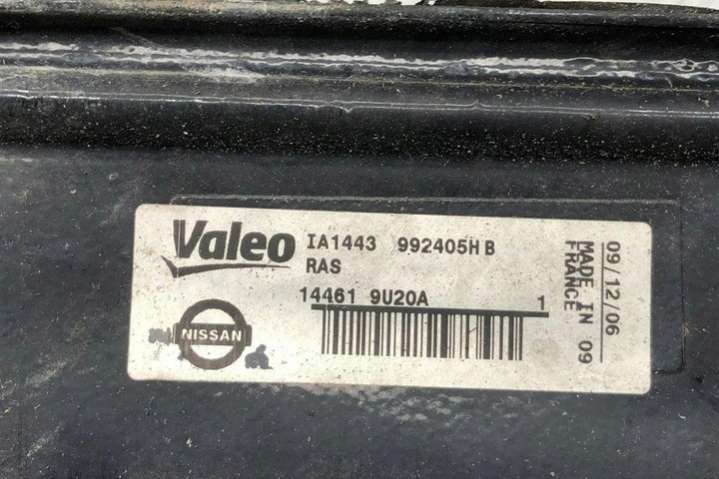 Valeo
IA1443 992405H B
RAS
14461 9U20A 1
NISSAN
09/12/06
MADE IN 09
FRANCE